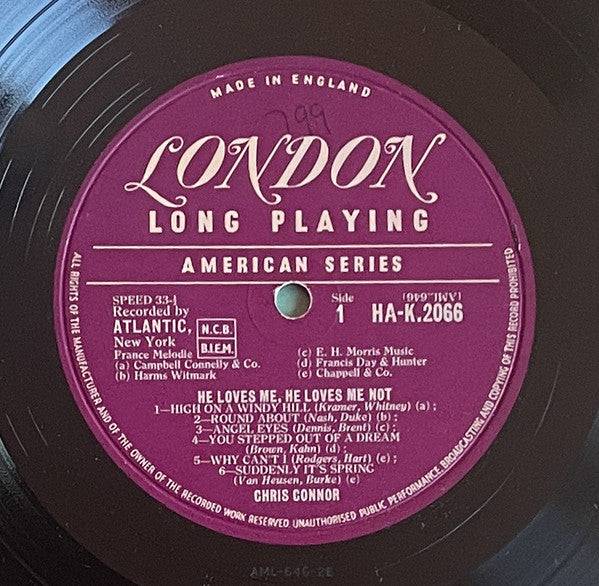 MADE IN ENGLAND
799
LONDON
LONG PLAYING
AMERICAN SERIES
SPEED 33⅓
Recorded by
ATLANTIC,
New York
France Melodie
N.C.B.
B.I.E.M.
Side
1
(AML.646)
HA-K.2066
(a) Campbell Connelly & Co.
(b) Harms Witmark
(c) E. H. Morris Music
(d) Francis Day & Hunter
(e) Chappell & Co.
HE LOVES ME, HE LOVES ME NOT
1—HIGH ON A WINDY HILL (Kramer, Whitney) (a) ;
2—ROUND ABOUT (Nash, Duke) (b) ;
3—ANGEL EYES (Dennis, Brent) (c) ;
4—YOU STEPPED OUT OF A DREAM
(Brown, Kahn) (d) ;
5—WHY CAN'T I (Rodgers, Hart) (e) ;
6—SUDDENLY IT'S SPRING
(Van Heusen, Burke) (e)
CHRIS CONNOR
ALL RIGHTS OF THE MANUFACTURER AND OF THE OWNER OF THE RECORDED WORK RESERVED. UNAUTHORISED PUBLIC PERFORMANCE, BROADCASTING AND COPYING OF THIS RECORD PROHIBITED
AML-646-2E